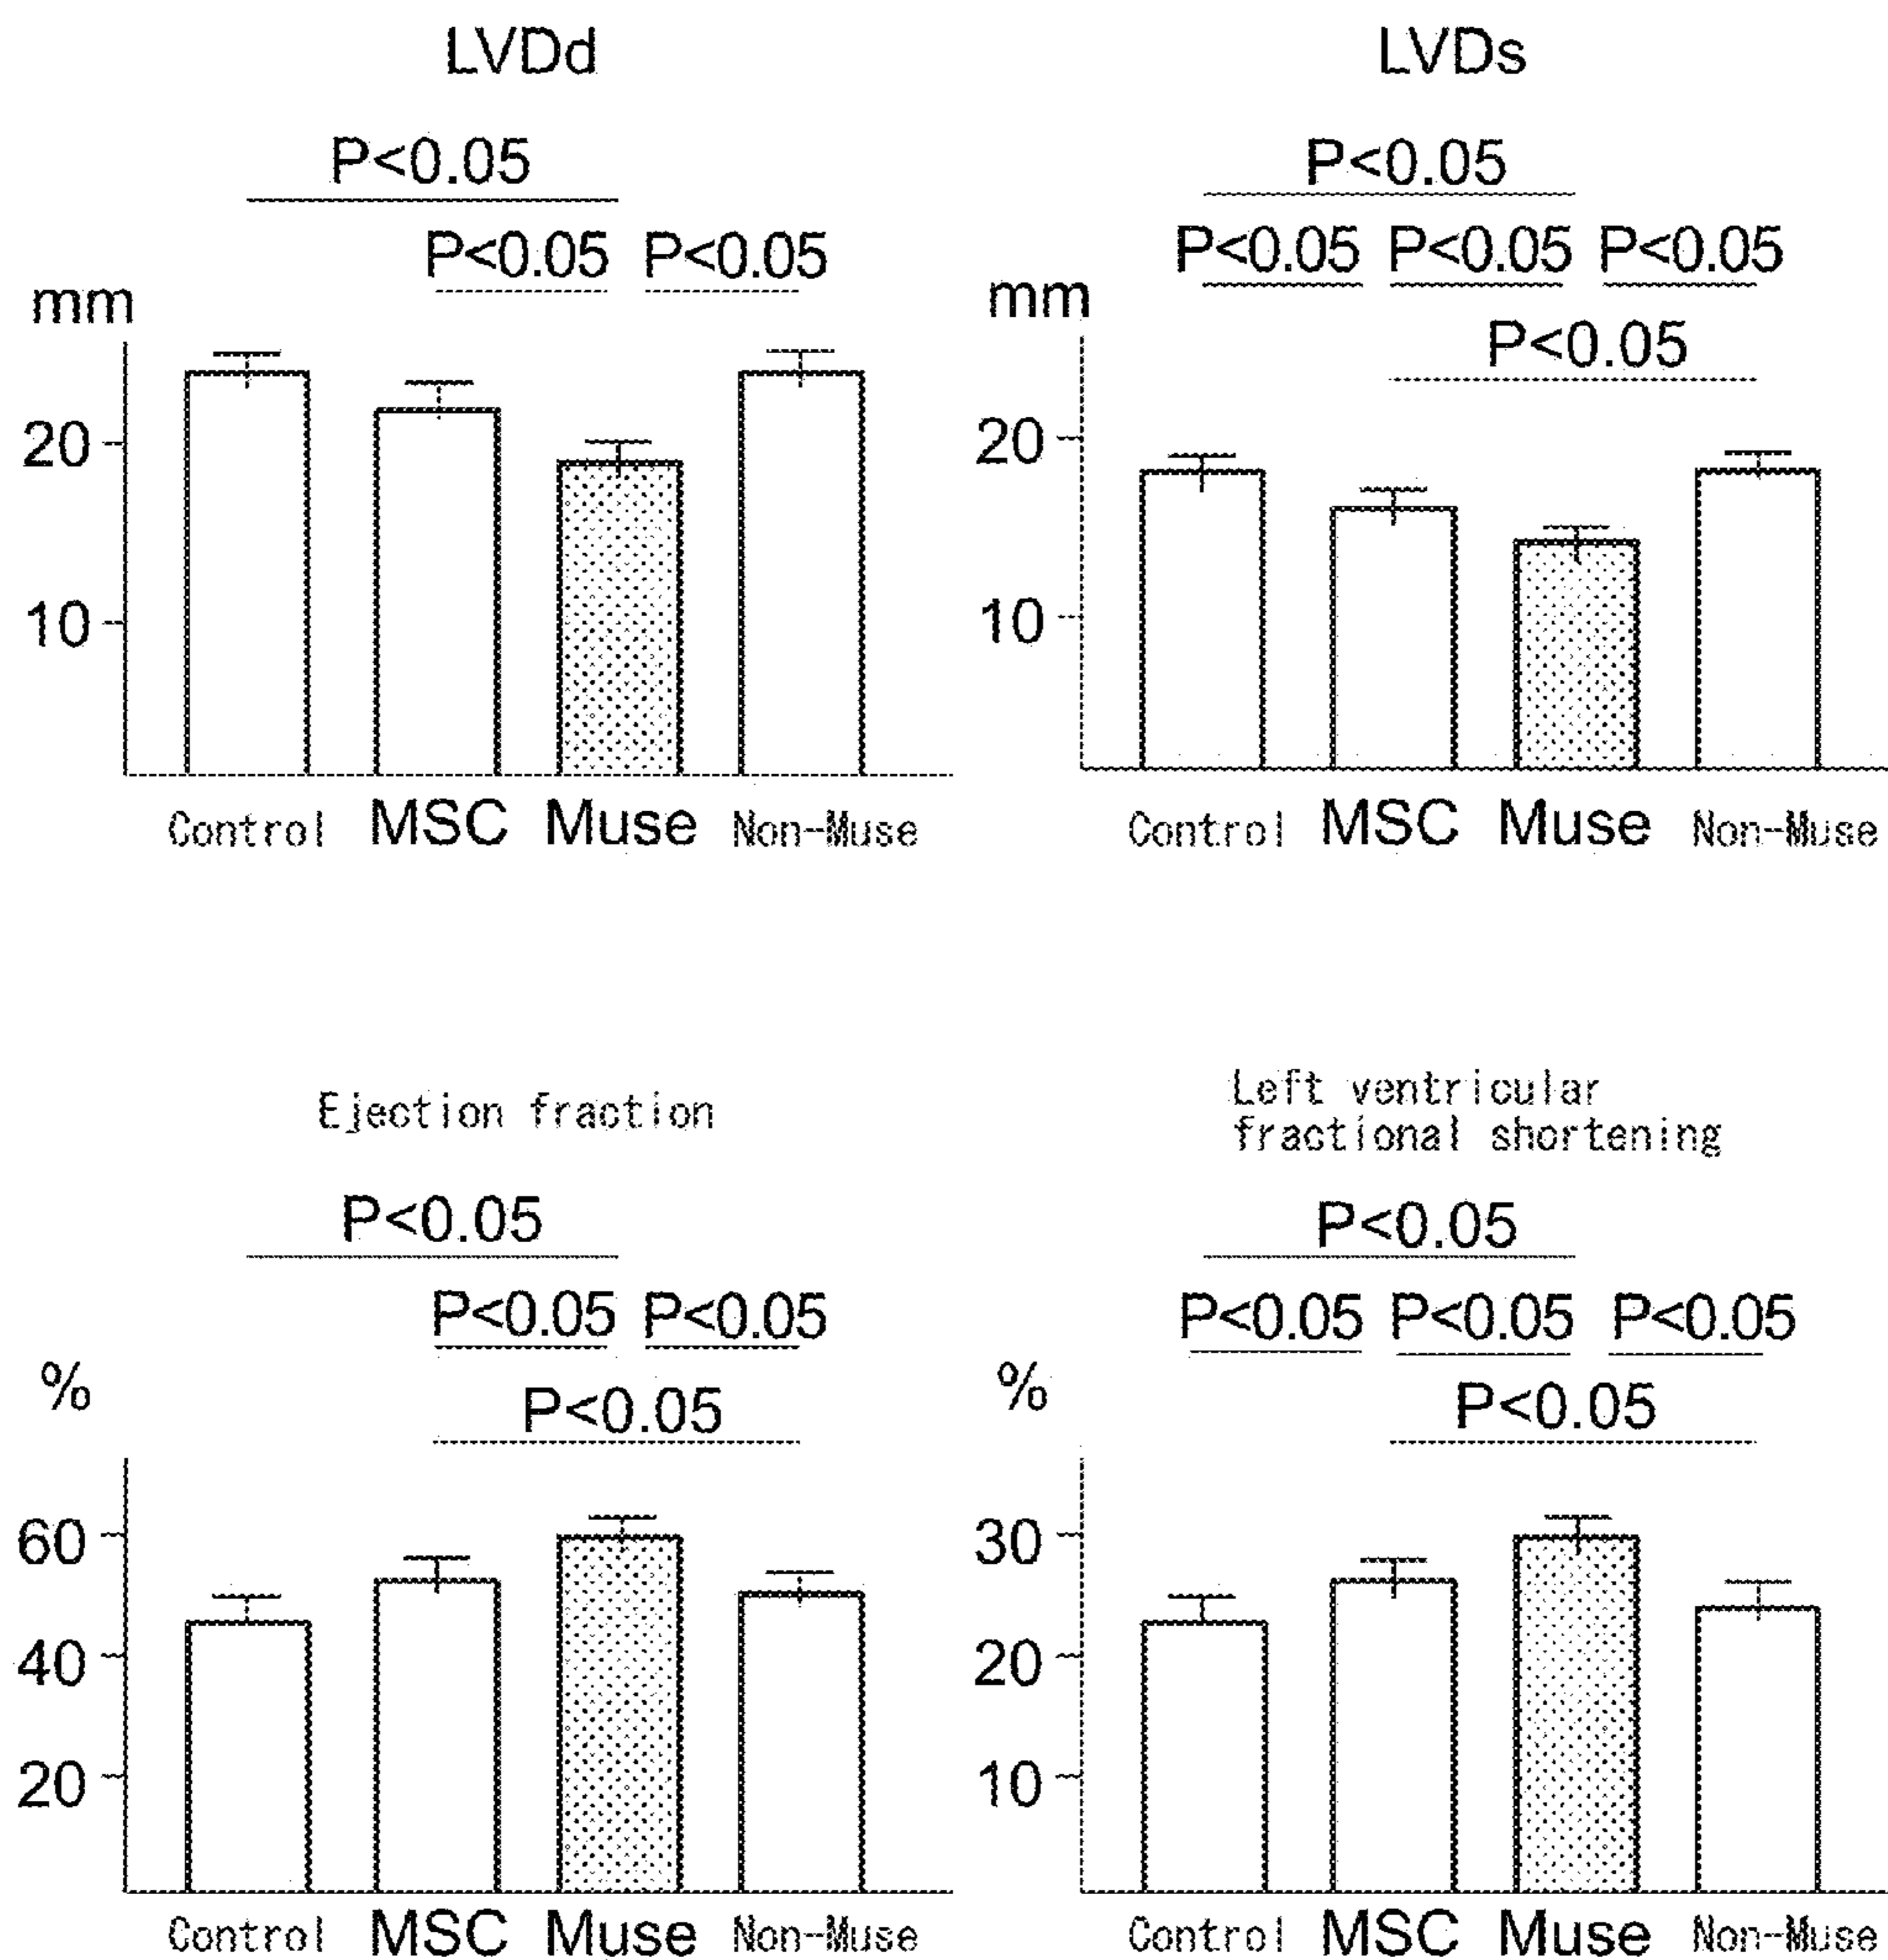 LVDd
P<0.05
P<0.05 P<0.05
mm
20
10
Control MSC Muse Non-Muse
LVDs
P<0.05
P<0.05 P<0.05 P<0.05
mm
P<0.05
20
10
Control MSC Muse Non-Muse
Ejection fraction
P<0.05
P<0.05 P<0.05
%
P<0.05
60
40
20
Control MSC Muse Non-Muse
Left ventricular
fractional shortening
P<0.05
P<0.05 P<0.05 P<0.05
%
P<0.05
30
20
10
Control MSC Muse Non-Muse